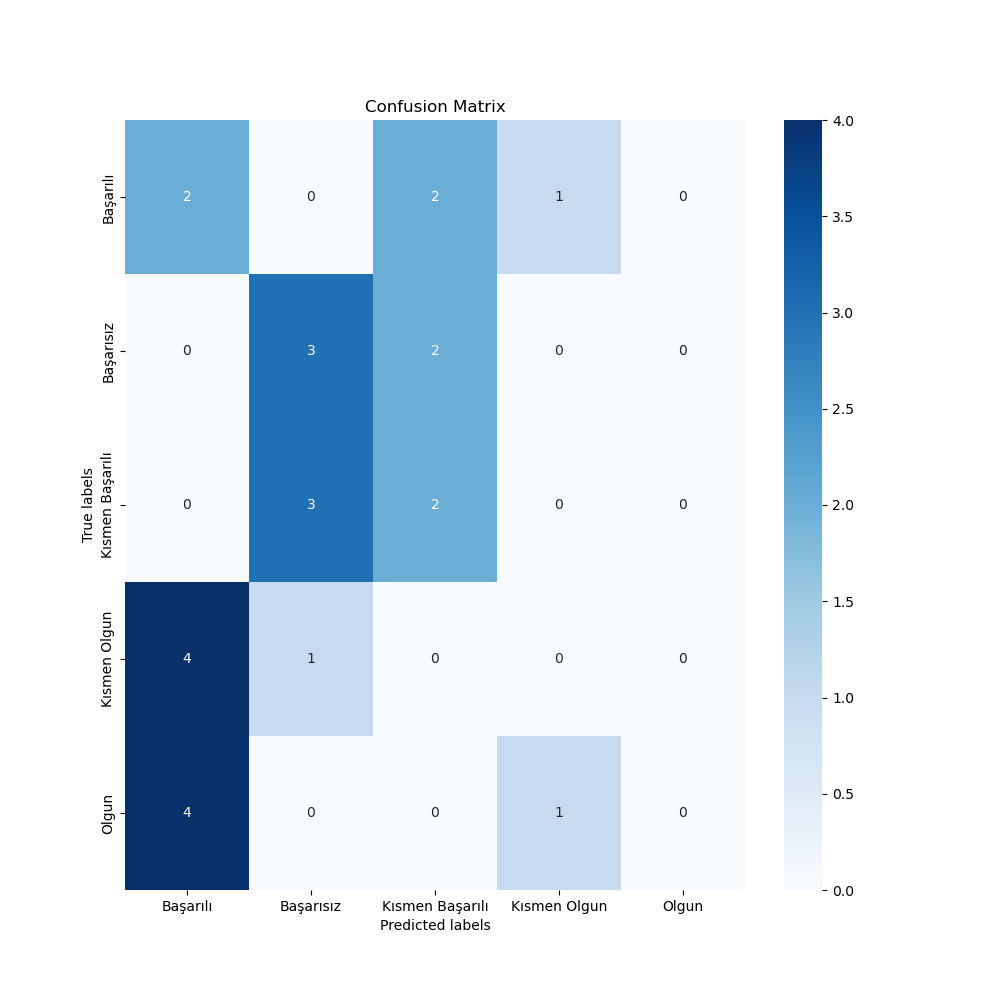 Confusion Matrix
True labels
Başarılı
2 0 2 1 0
Başarısız
0 3 2 0 0
Kısmen Başarılı
0 3 2 0 0
Kısmen Olgun
4 1 0 0 0
Olgun
4 0 0 1 0
Başarılı Başarısız Kısmen Başarılı Kısmen Olgun Olgun
Predicted labels
4.0
3.5
3.0
2.5
2.0
1.5
1.0
0.5
0.0